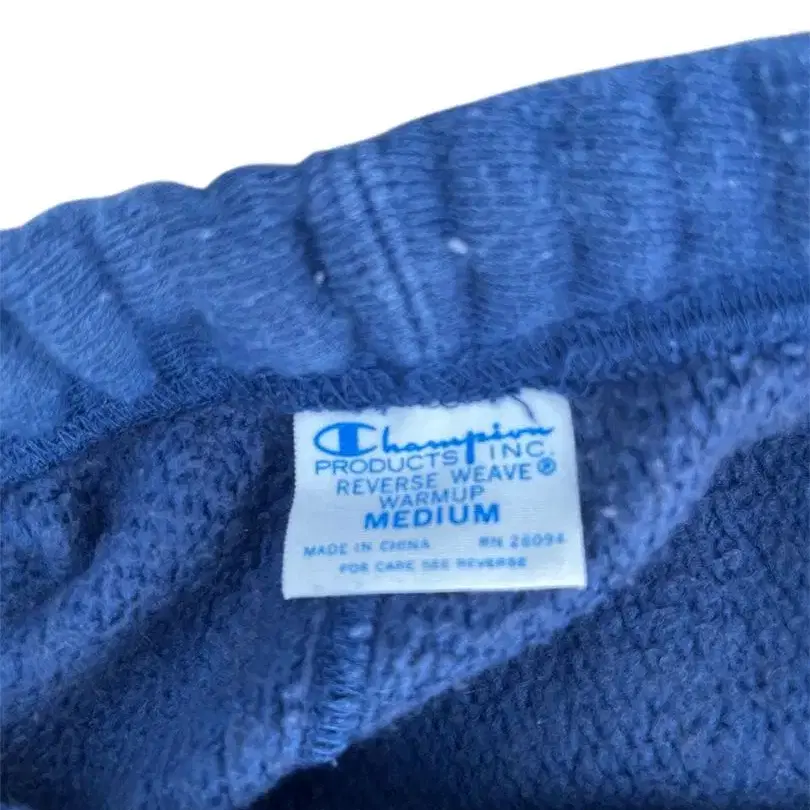 Champion
PRODUCTS INC.
REVERSE WEAVE®
WARMUP
MEDIUM
MADE IN CHINA RN 26094
FOR CARE SEE REVERSE